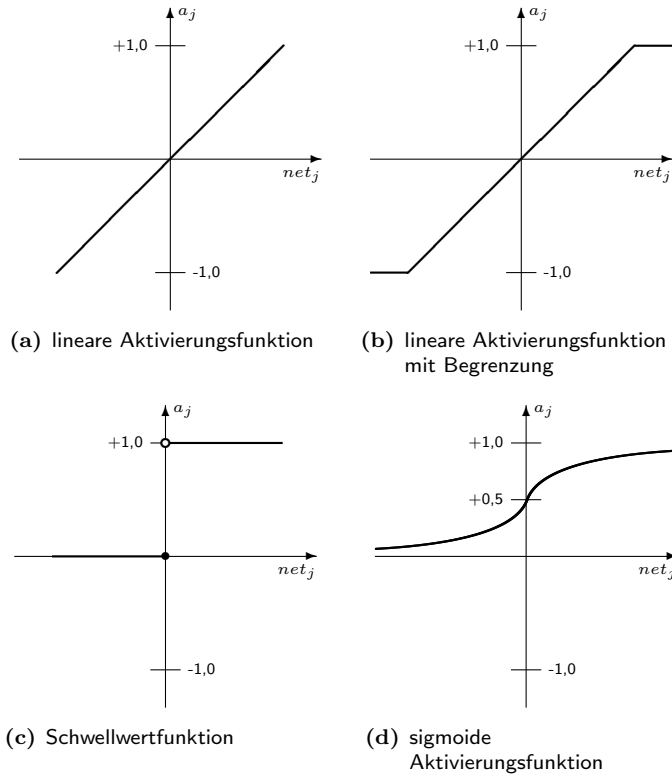 a_j
+1,0
net_j
-1,0
(a) lineare Aktivierungsfunktion
a_j
+1,0
net_j
-1,0
(b) lineare Aktivierungsfunktion
mit Begrenzung
a_j
+1,0
net_j
-1,0
(c) Schwellwertfunktion
a_j
+1,0
+0,5
net_j
-1,0
(d) sigmoide
Aktivierungsfunktion